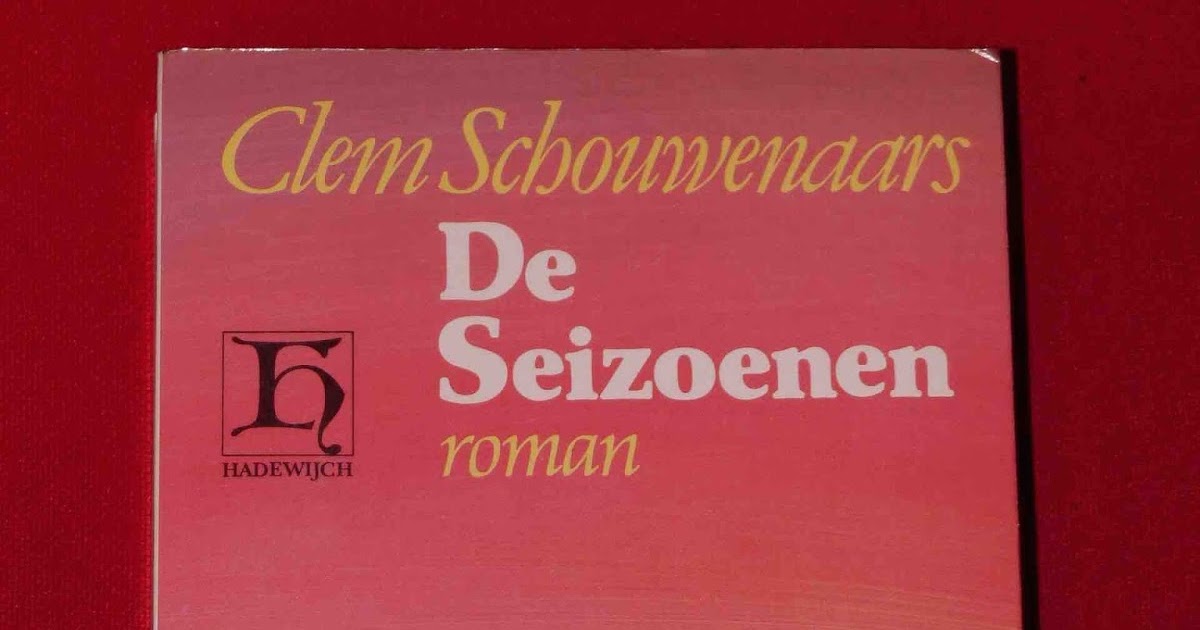 Clem Schouwenaars
De
Seizoenen
roman
H
HADEWIJCH